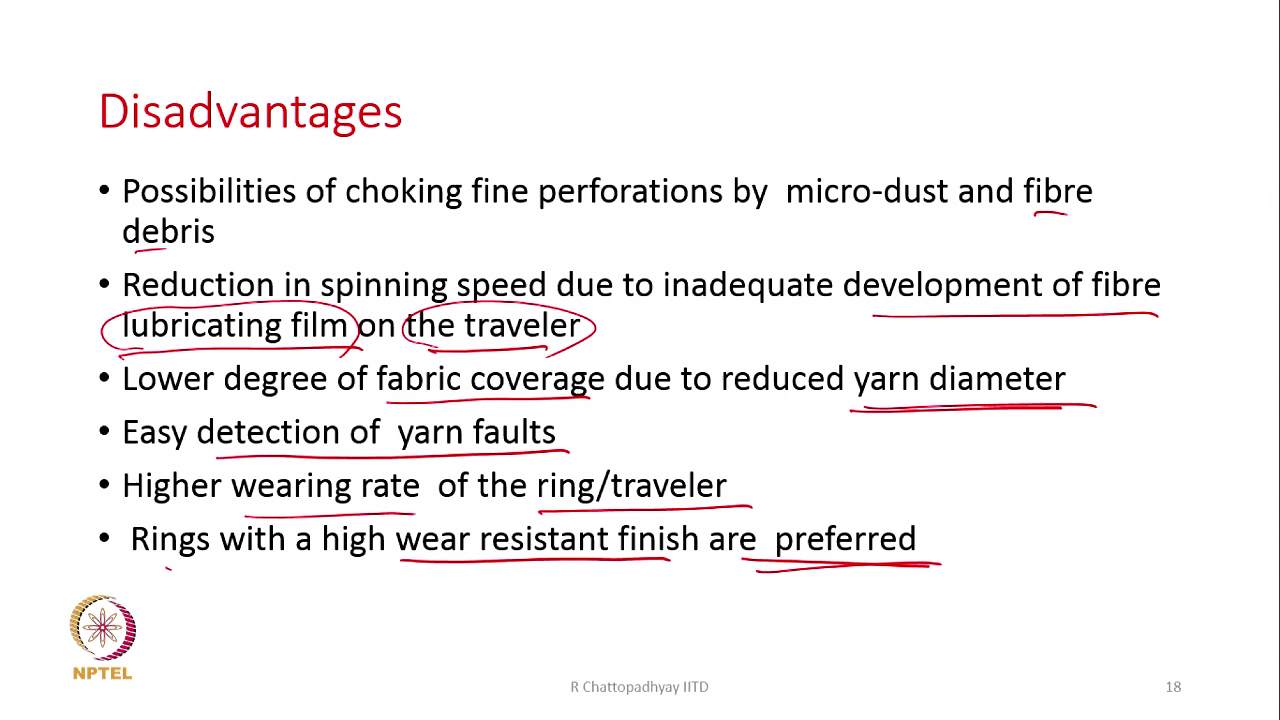 Disadvantages
• Possibilities of choking fine perforations by micro-dust and fibre
debris
• Reduction in spinning speed due to inadequate development of fibre
lubricating film on the traveler
• Lower degree of fabric coverage due to reduced yarn diameter
• Easy detection of yarn faults
• Higher wearing rate of the ring/traveler
• Rings with a high wear resistant finish are preferred
NPTEL
R Chattopadhyay IITD
18